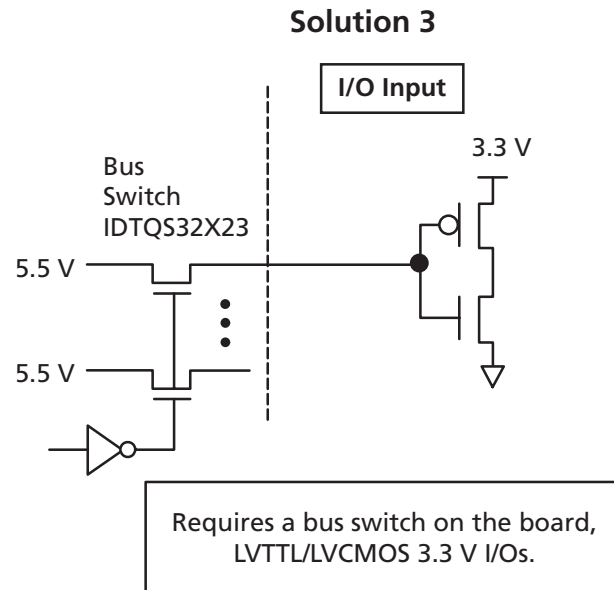 Solution 3
I/O Input
3.3 V
Bus
Switch
IDTQS32X23
5.5 V
5.5 V
Requires a bus switch on the board,
LVTTL/LVCMOS 3.3 V I/Os.